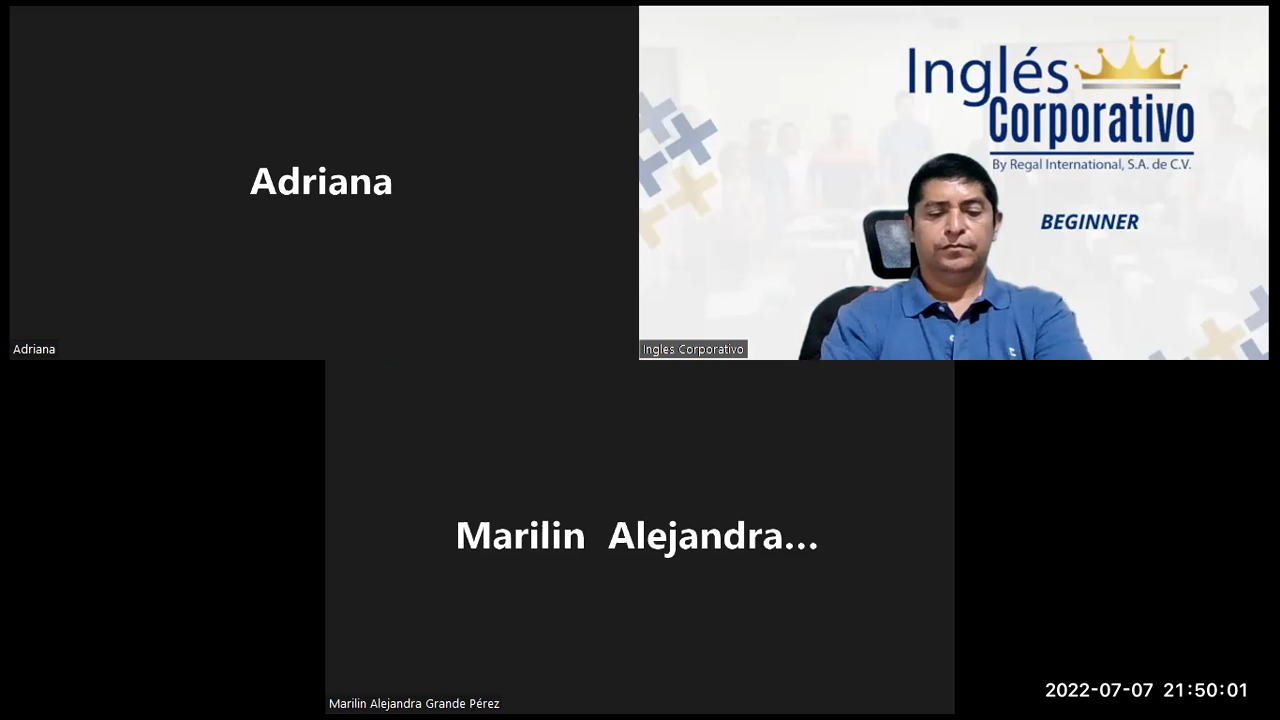 Adriana
Adriana
Inglés
Corporativo
By Regal International, S.A. de C.V.
BEGINNER
Ingles Corporativo
Marilin Alejandra...
Marilin Alejandra Grande Pérez
2022-07-07 21:50:01